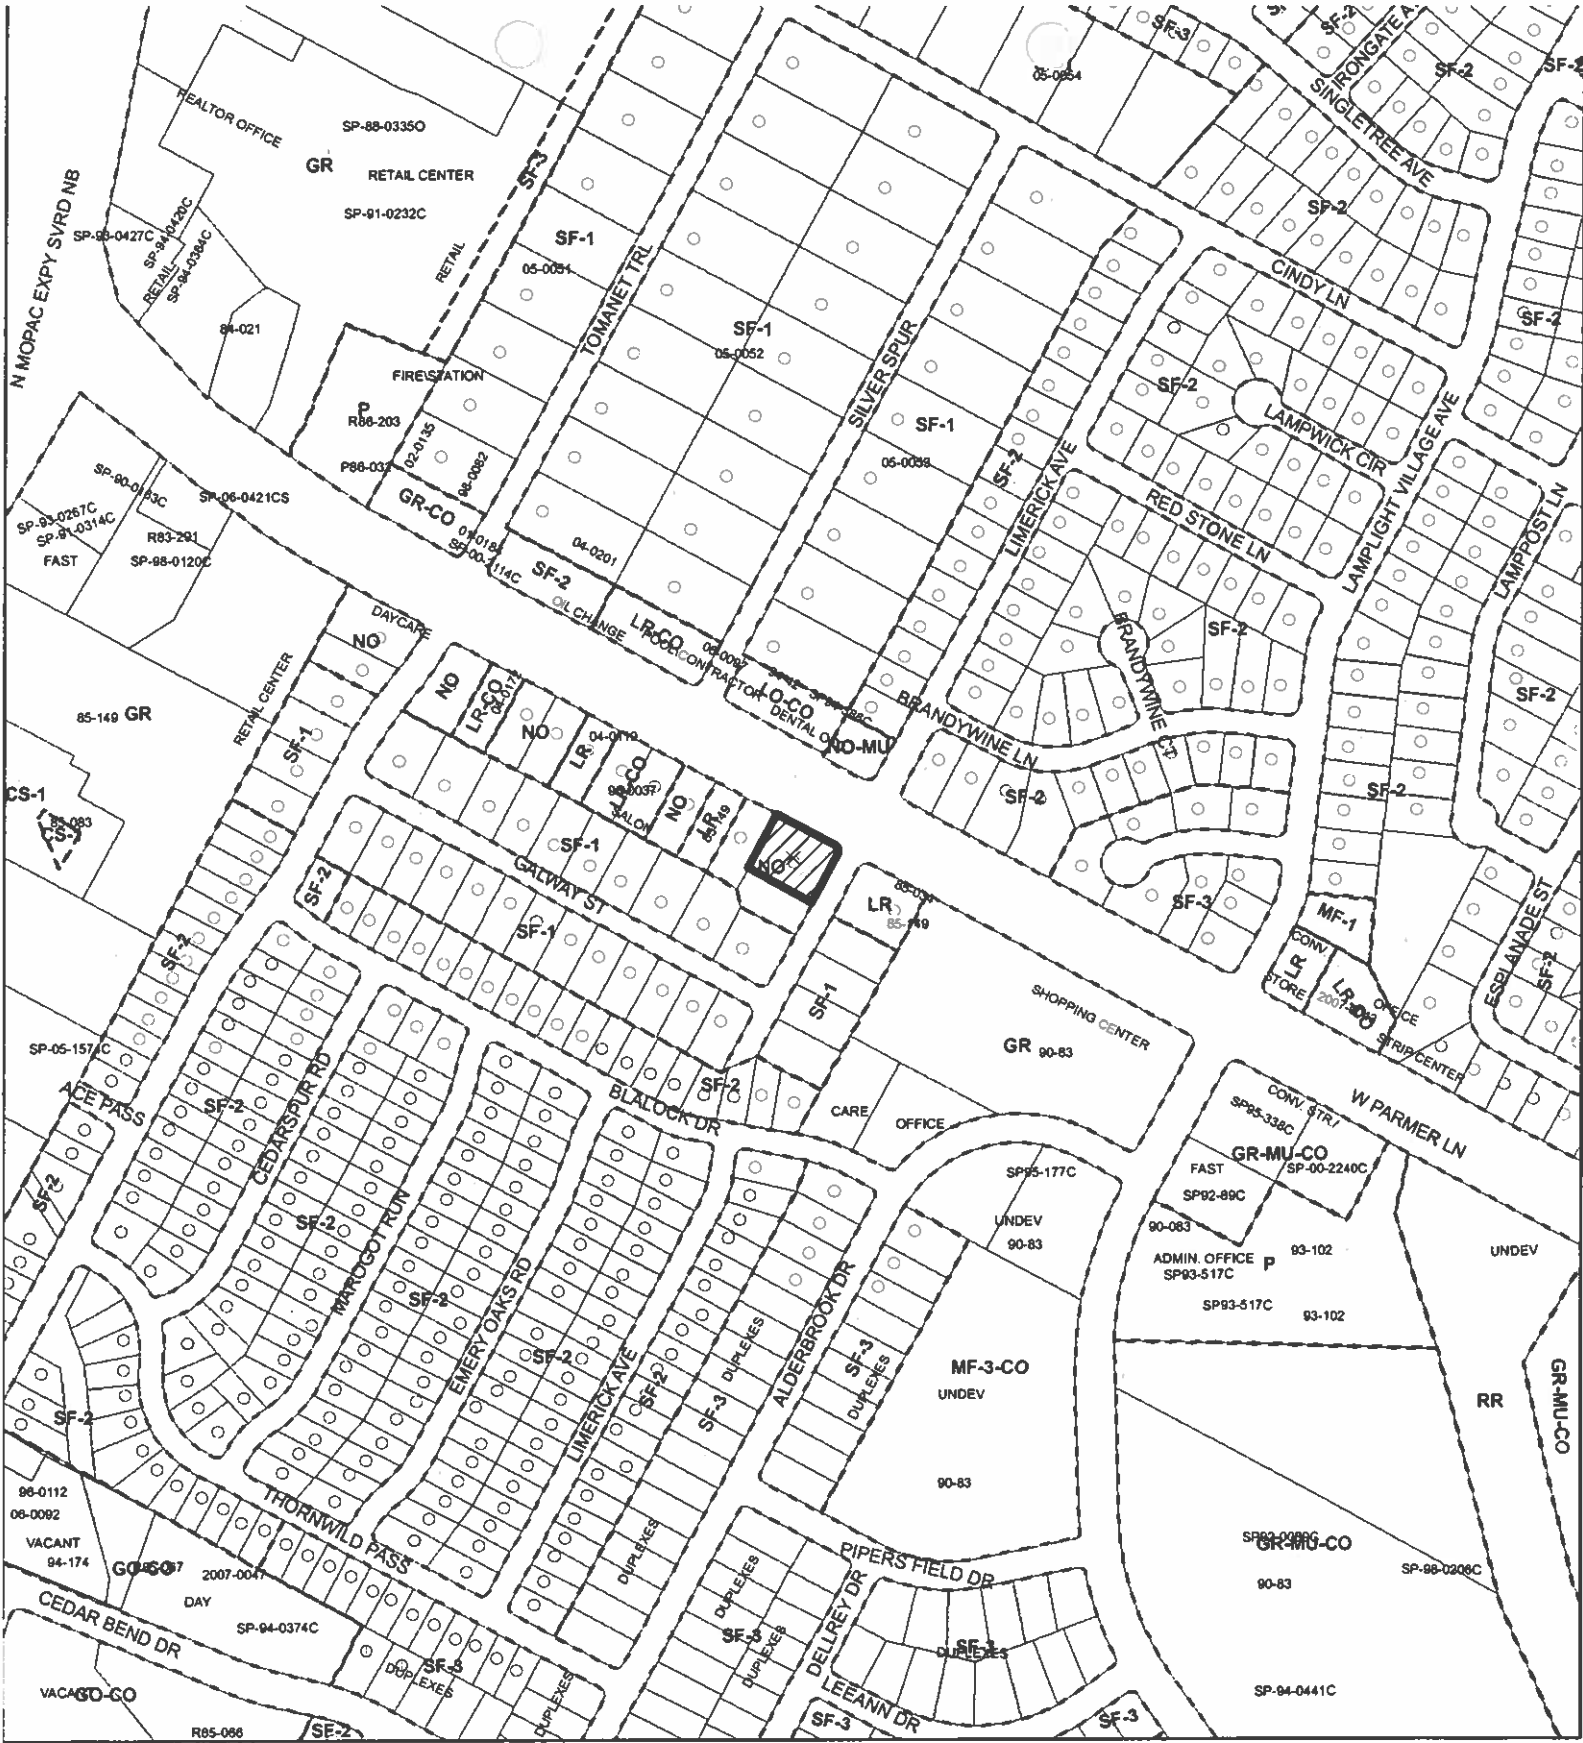 SF-3
SF-2
IRONGATE
SF-2
SF-2
SINGLETREE AVE
05-0054
REALTOR OFFICE
SP-88-0335O
GR
RETAIL CENTER
SP-91-0232C
SF-3
SF-1
05-0051
RETAIL
N MOPAC EXPY SVRD NB
SP-93-0427C
SP-94-0420C
RETAIL
SP-94-0384C
84-021
TOMANET TRL
SF-1
05-0052
SILVER SPUR
SF-1
05-0053
SF-2
LIMERICK AVE
SF-2
CINDY LN
SF-2
SF-2
LAMPWICK CIR
LAMPLIGHT VILLAGE AVE
RED STONE LN
LAMPPOST LN
FIRE STATION
P
R86-203
02-0135
98-0082
GR-CO
SF-2
04-0201
OIL CHANGE
LR-CO
POOL CONTRACTOR
LO-CO
NO-MU
BRANDYWINE LN
BRANDYWINE CT
SF-2
SF-2
SF-2
SF-2
SP-90-0183C
SP-93-0267C
SP-91-0314C
FAST
SP-06-0421CS
R83-291
SP-98-0120C
DAYCARE
NO
RETAIL CENTER
85-149 GR
SF-1
NO
LR-CO
NO
LR
04-0119
LR-CO
SALON
NO
LR
NO
SF-1
GALWAY ST
SF-2
SF-1
CS-1
SF-2
LR
85-149
SF-1
SHOPPING CENTER
GR 90-83
SF-3
MF-1
CONV.
LR
STORE
OFFICE
STRIP CENTER
ESPLANADE ST
SF-2
W PARMER LN
SP-05-1574C
ACE PASS
SF-2
CEDARSPUR RD
SF-2
BLALOCK DR
SF-2
CARE
OFFICE
CONV. STR./
SP95-338C
GR-MU-CO
FAST
SP-00-2240C
SP92-89C
SF-2
MAROGOT RUN
SF-2
SF-2
EMERY OAKS RD
SF-2
LIMERICK AVE
SF-2
SF-3
DUPLEXES
ALDERBROOK DR
SF-3
DUPLEXES
SP95-177C
UNDEV
90-83
90-083
ADMIN. OFFICE P
SP93-517C
93-102
SP93-517C
93-102
UNDEV
MF-3-CO
UNDEV
90-83
RR
GR-MU-CO
SF-2
96-0112
06-0092
VACANT
94-174
2007-0047
DAY
SP-94-0374C
THORNWILD PASS
CEDAR BEND DR
GO-CO
R85-066
SF-2
SF-3
DUPLEXES
DUPLEXES
DUPLEXES
DUPLEXES
SF-3
DUPLEXES
PIPERS FIELD DR
DELLREY DR
SF-3
DUPLEXES
LEEANN DR
SF-3
SF-3
GR-MU-CO
90-83
SP-98-0206C
SP-94-0441C